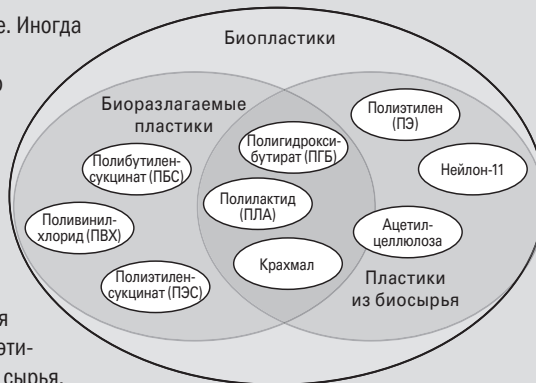 е. Иногда
о
я
эти-
сырья.
Биопластики
Биоразлагаемые
пластики
Полибутилен-
сукцинат (ПБС)
Поливинил-
хлорид (ПВХ)
Полиэтилен-
сукцинат (ПЭС)
Полигидрокси-
бутират (ПГБ)
Полилактид
(ПЛА)
Крахмал
Полиэтилен
(ПЭ)
Нейлон-11
Ацетил-
целлюлоза
Пластики
из биосырья